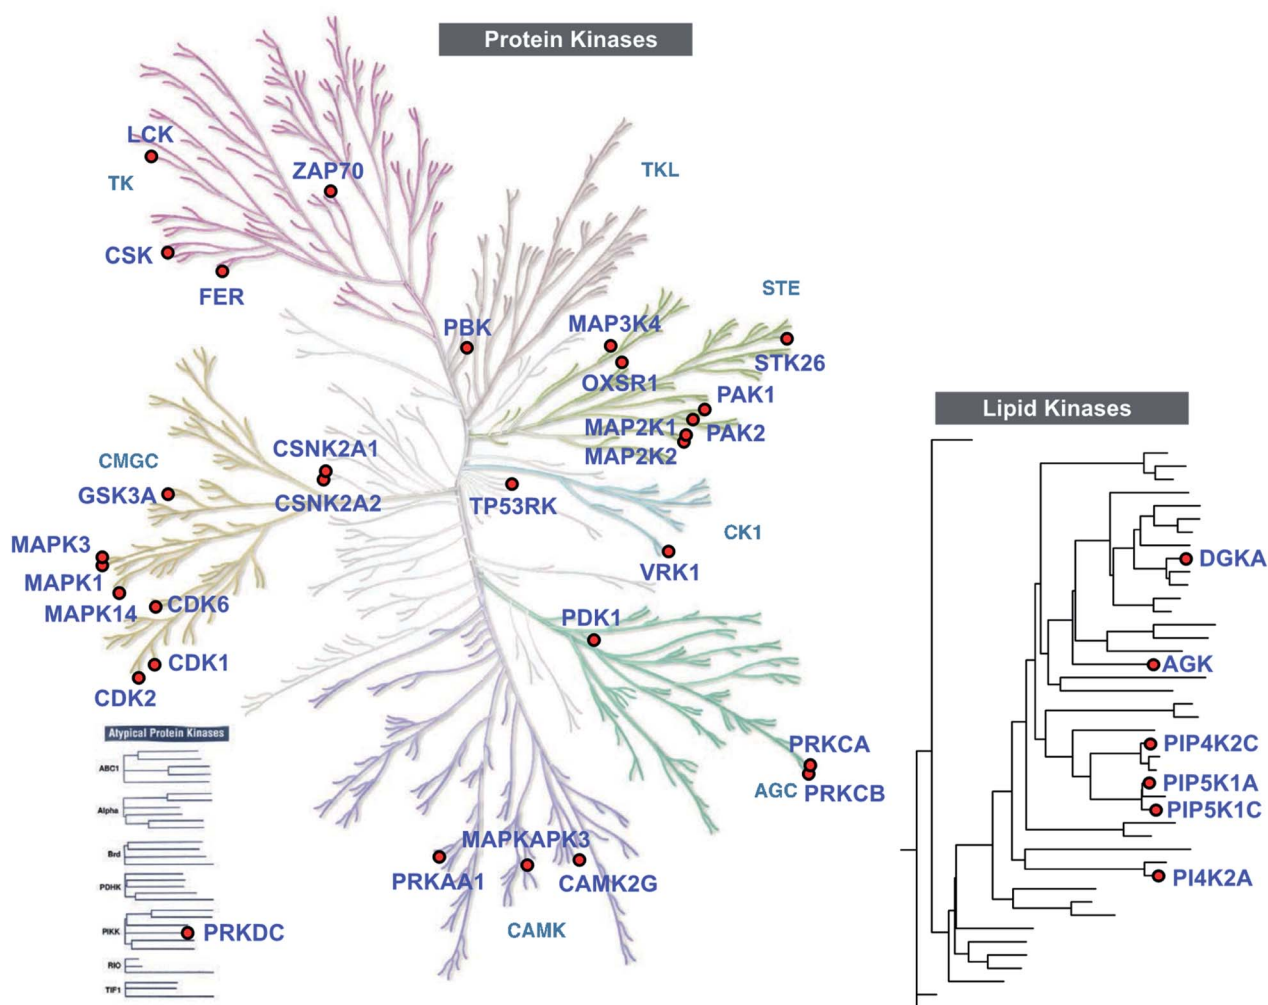 Protein Kinases
LCK
TK
ZAP70
TKL
CSK
FER
STE
PBK
MAP3K4
STK26
OXSR1
PAK1
MAP2K1
PAK2
MAP2K2
Lipid Kinases
CSNK2A1
CMGC
GSK3A
CSNK2A2
TP53RK
CK1
MAPK3
VRK1
DGKA
MAPK1
MAPK14
CDK6
PDK1
CDK1
AGK
CDK2
Atypical Protein Kinases
PRKCA
PIP4K2C
ABC1
AGC
PRKCB
PIP5K1A
Alpha
PIP5K1C
MAPKAPK3
Brd
PRKAA1
CAMK2G
PI4K2A
PDHK
CAMK
PIKK
PRKDC
RIO
TIF1